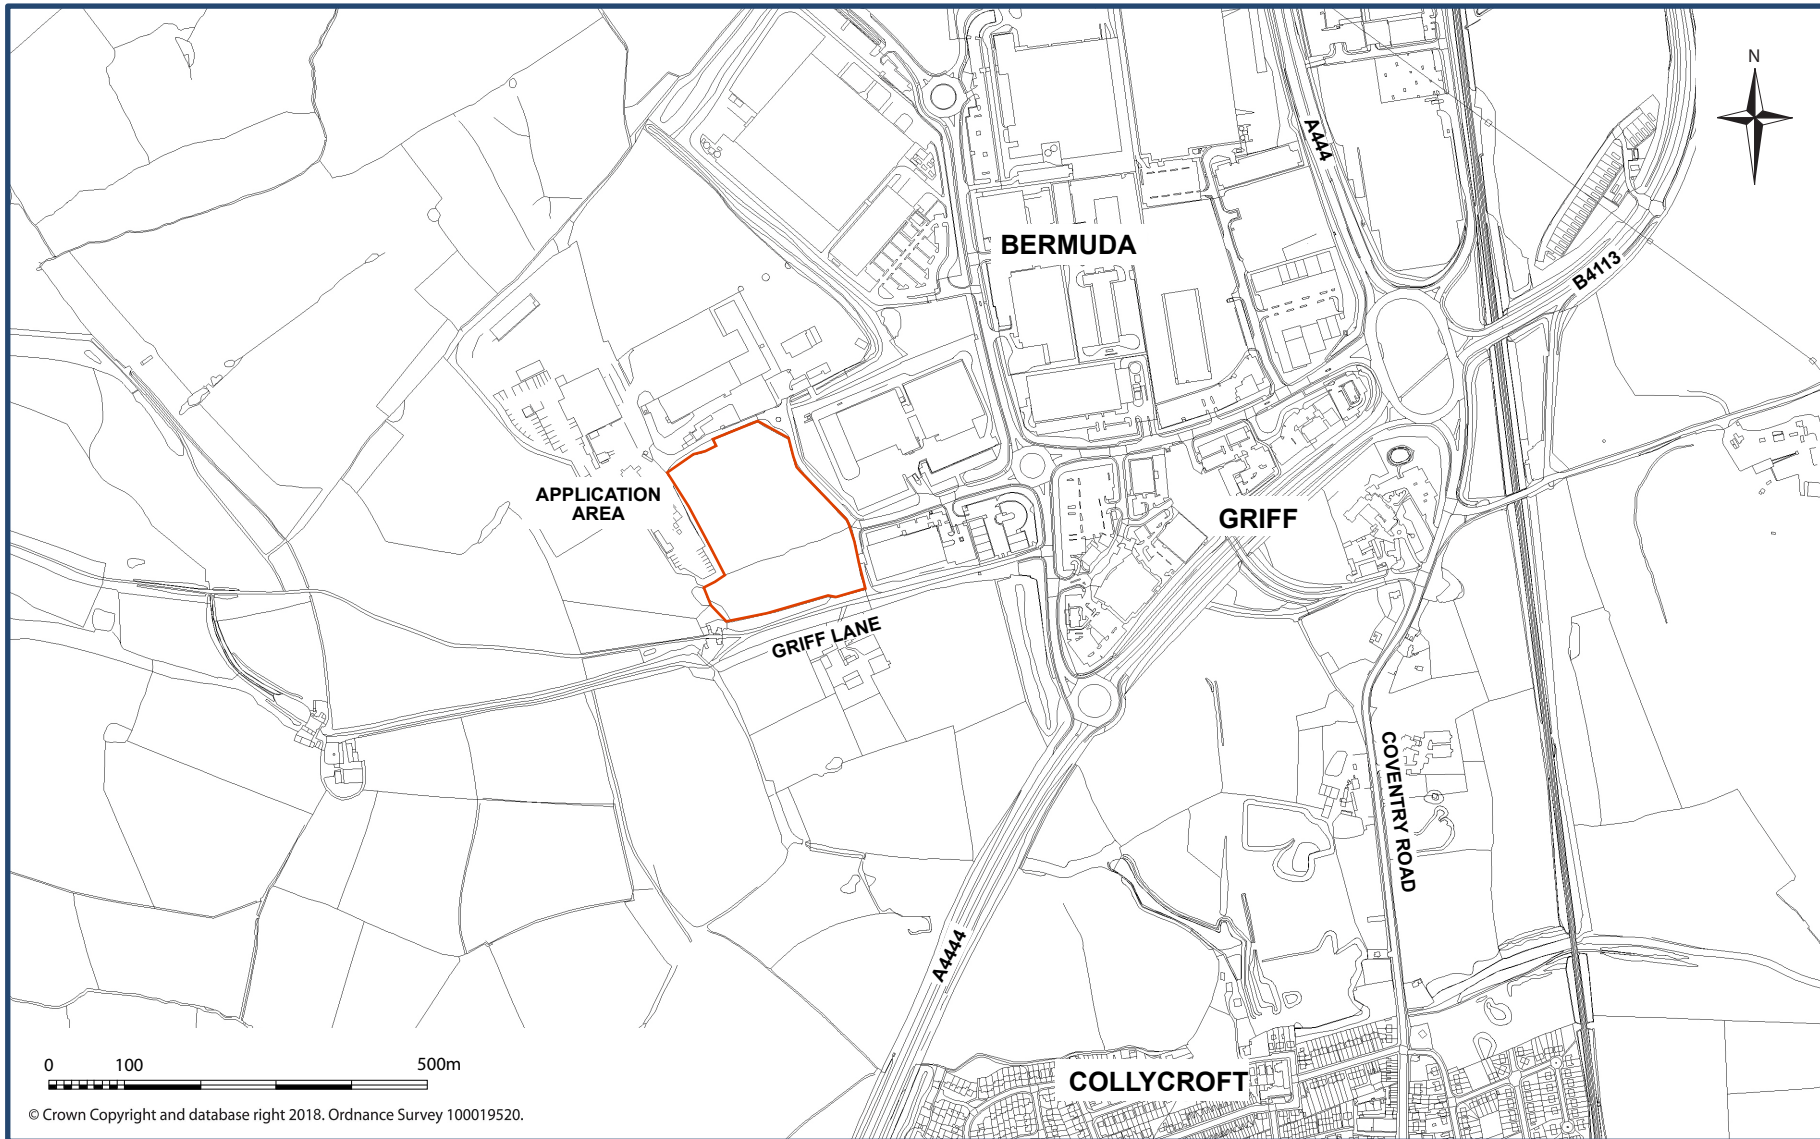 N
A444
BERMUDA
B4113
APPLICATION
AREA
GRIFF
GRIFF LANE
COVENTRY ROAD
A4444
0 100 500m
COLLYCROFT
© Crown Copyright and database right 2018. Ordnance Survey 100019520.